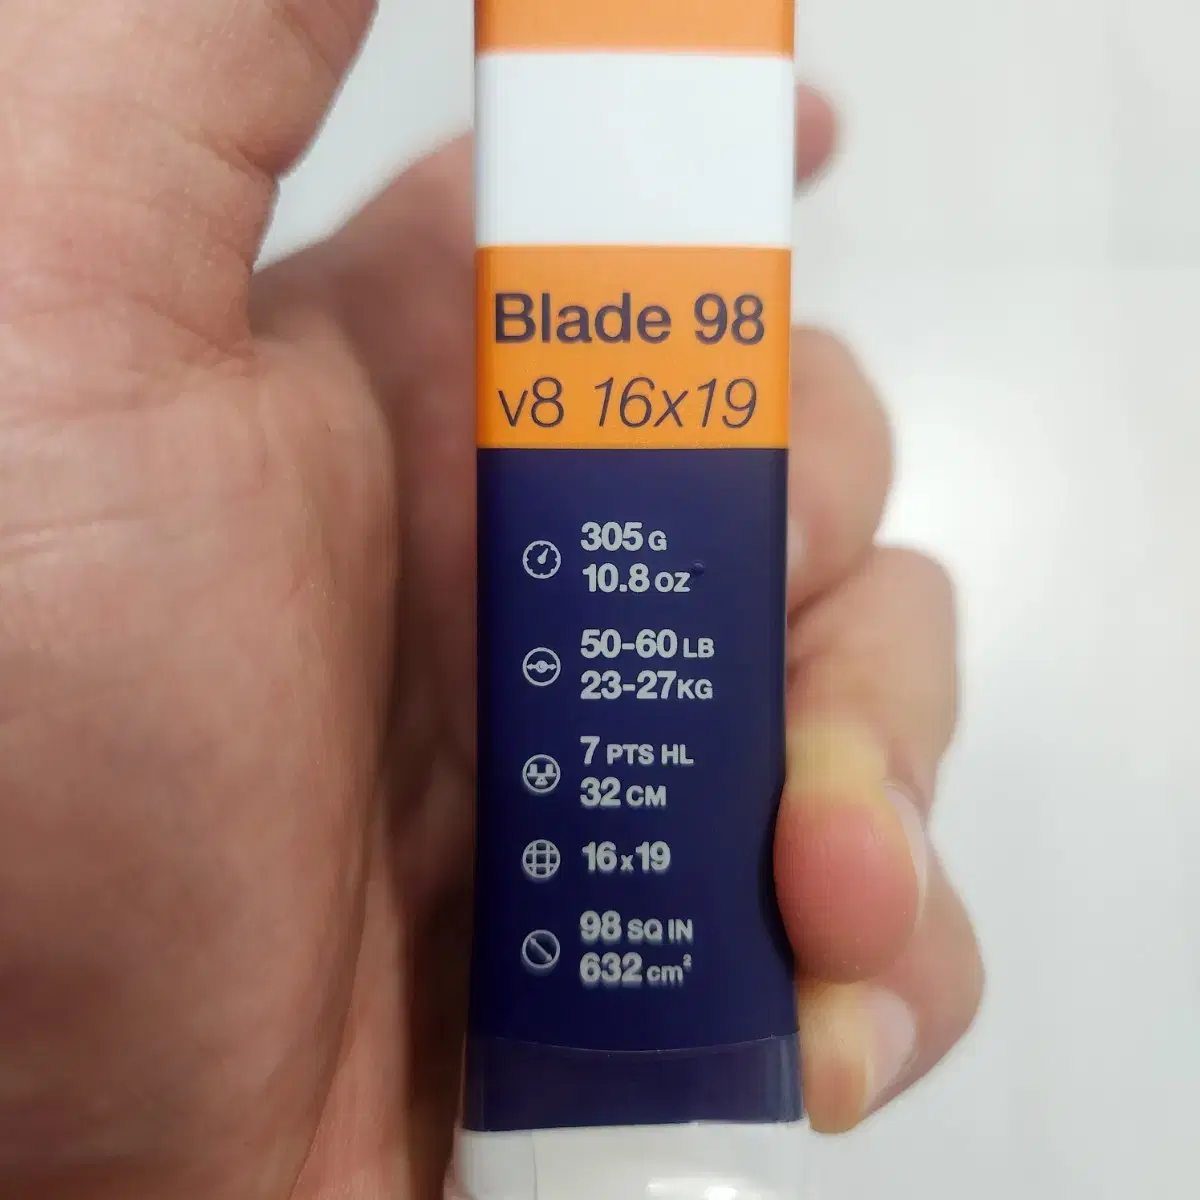 Blade 98
v8 16x19
305 G
10.8 oz
50-60 LB
23-27 KG
7 PTS HL
32 CM
16x19
98 SQ IN
632 cm²